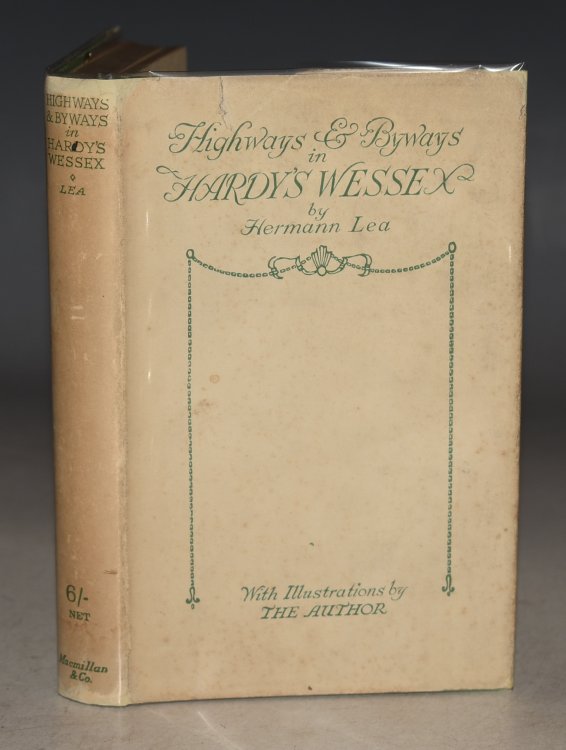 HIGHWAYS
& BYWAYS
in
HARDY'S
WESSEX
LEA
6/-
NET
Macmillan
& Co.
Highways & Byways
in
HARDY'S WESSEX
by
Hermann Lea
With Illustrations by
THE AUTHOR